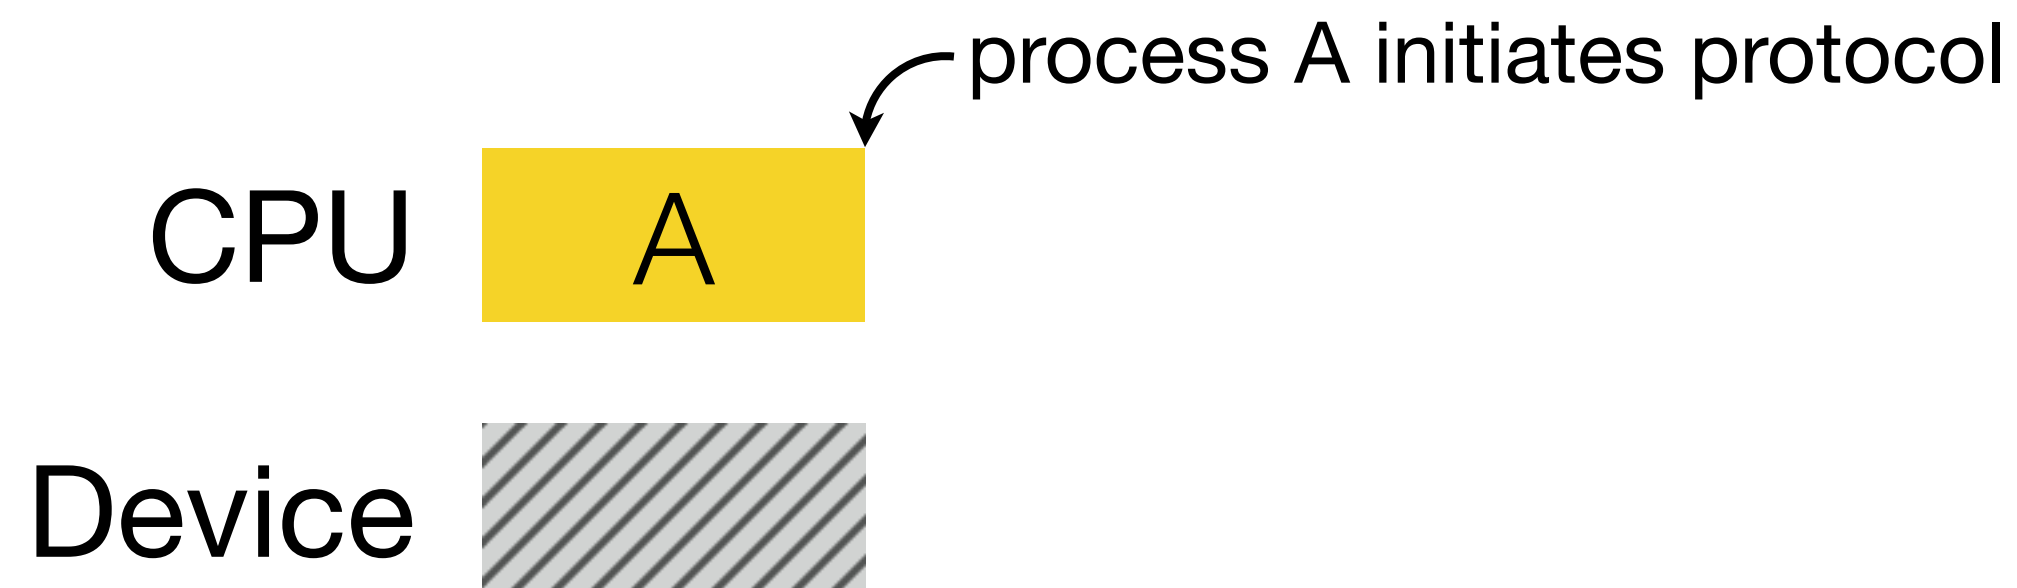 process A initiates protocol
CPU A
Device